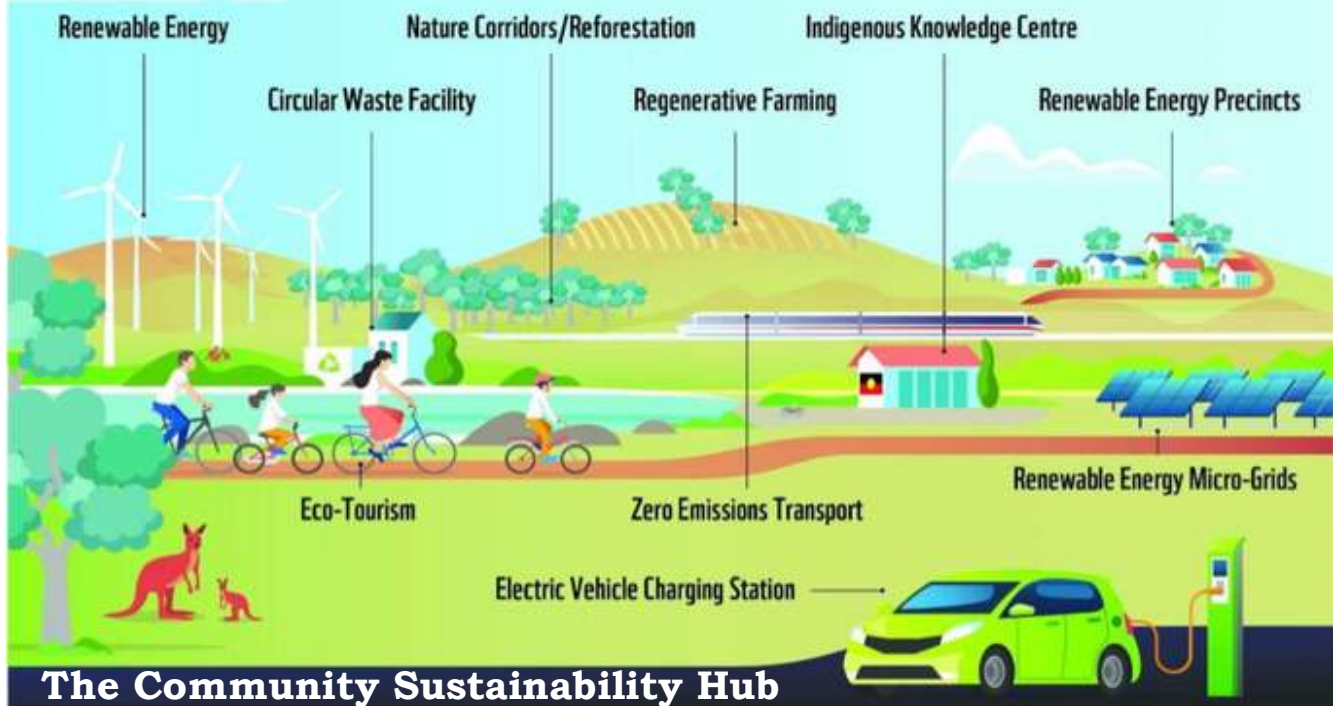 Renewable Energy
Nature Corridors/Reforestation
Indigenous Knowledge Centre
Circular Waste Facility
Regenerative Farming
Renewable Energy Precincts
Renewable Energy Micro-Grids
Eco-Tourism
Zero Emissions Transport
Electric Vehicle Charging Station
The Community Sustainability Hub